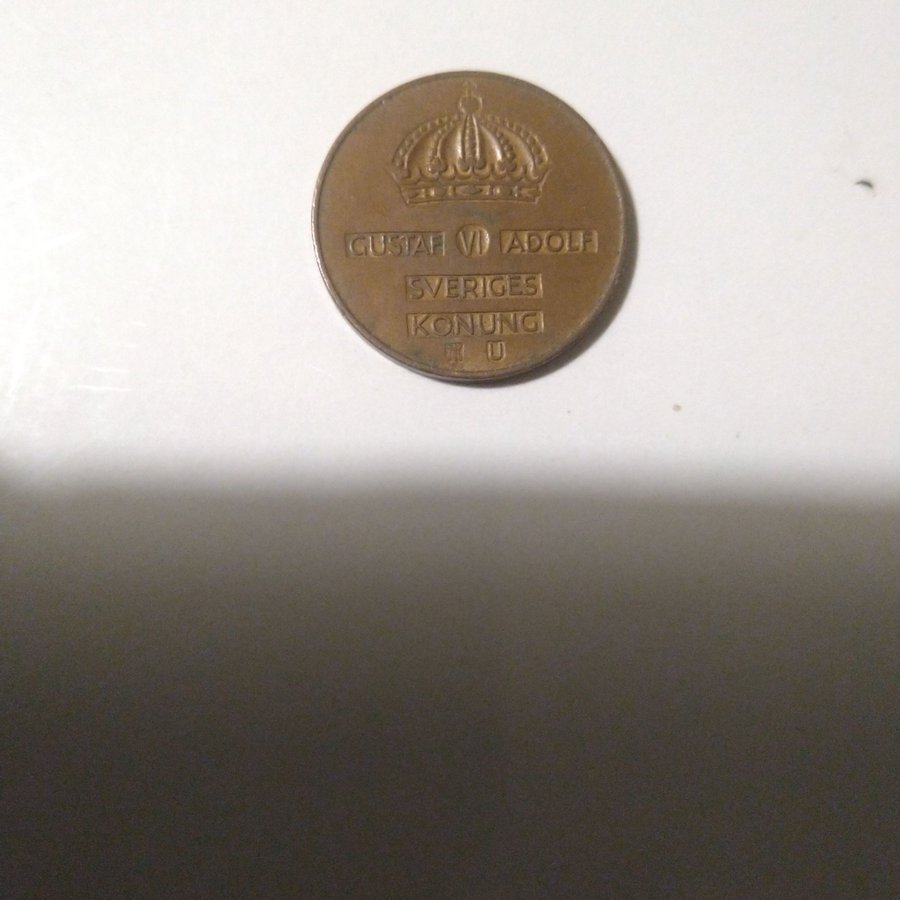 GUSTAF VI ADOLF
SVERIGES
KONUNG
U